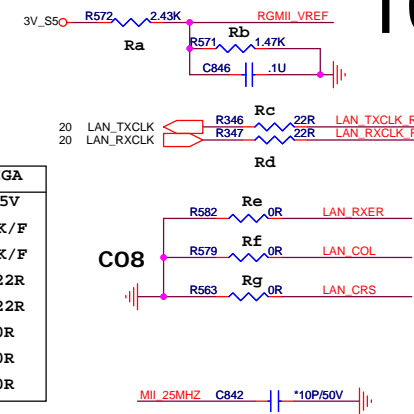 3V_S5 R572 2.43K RGMII_VREF
Ra
Rb
R571 1.47K
C846 .1U
Rc
20 LAN_TXCLK R346 22R LAN_TXCLK_R
20 LAN_RXCLK R347 22R LAN_RXCLK_R
Rd
GA
5V
K/F
K/F
22R
22R
0R
0R
0R
Re
R582 0R LAN_RXER
Rf
C08 R579 0R LAN_COL
Rg
R563 0R LAN_CRS
MII_25MHZ C842 *10P/50V